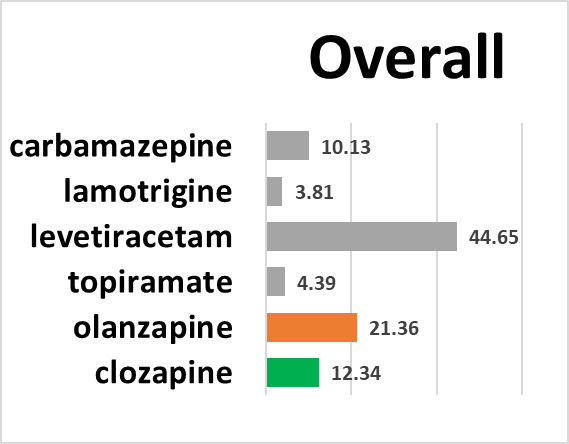 Overall
carbamazepine 10.13
lamotrigine 3.81
levetiracetam 44.65
topiramate 4.39
olanzapine 21.36
clozapine 12.34